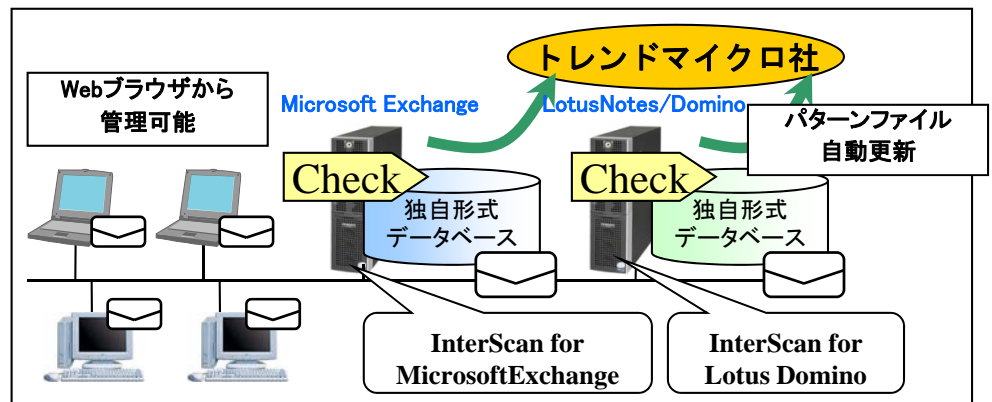 トレンドマイクロ社
Webブラウザから
管理可能
Microsoft Exchange
LotusNotes/Domino
パターンファイル
自動更新
Check
Check
独自形式
データベース
独自形式
データベース
InterScan for
MicrosoftExchange
InterScan for
Lotus Domino